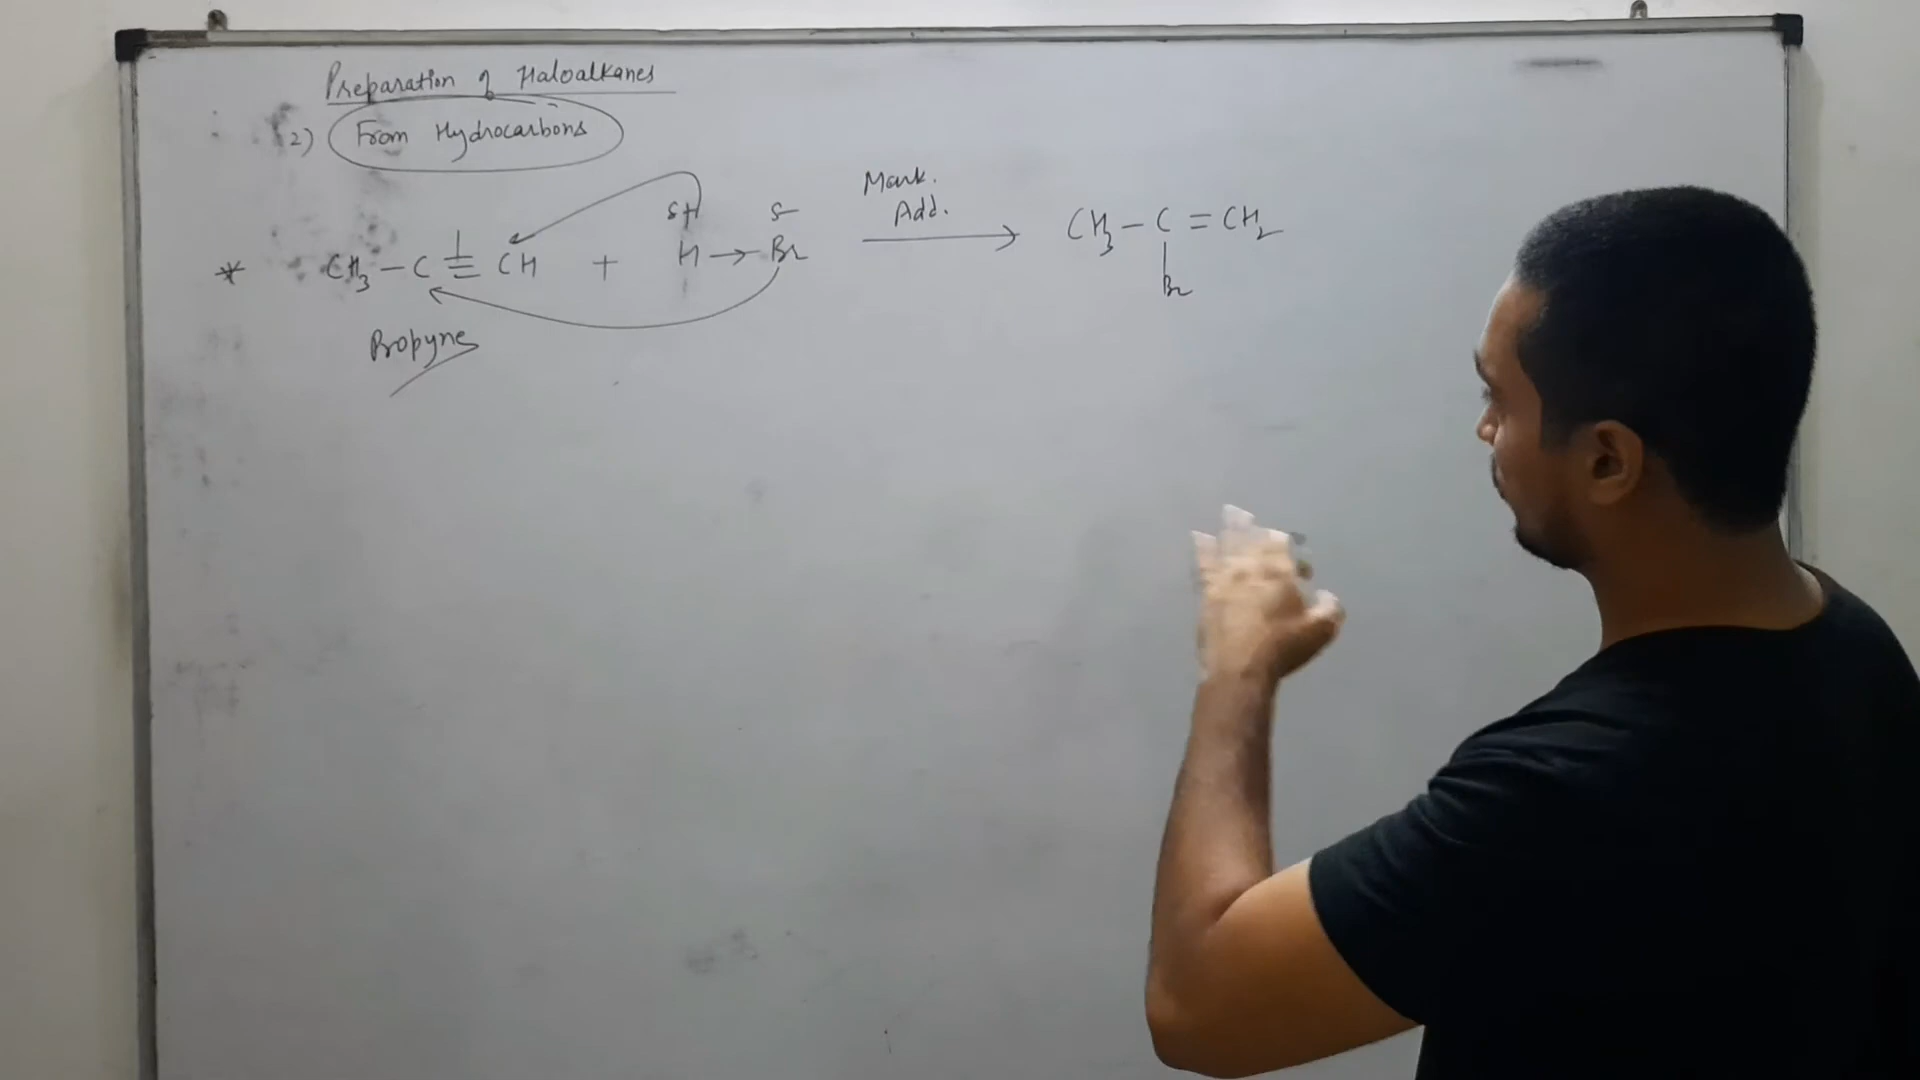 Preparation of Haloalkanes
2) From Hydrocarbons
Mark.
Add.
δ+ δ-
* CH3 - C ≡ CH + H → Br → CH3 - C = CH2
Br
Propyne